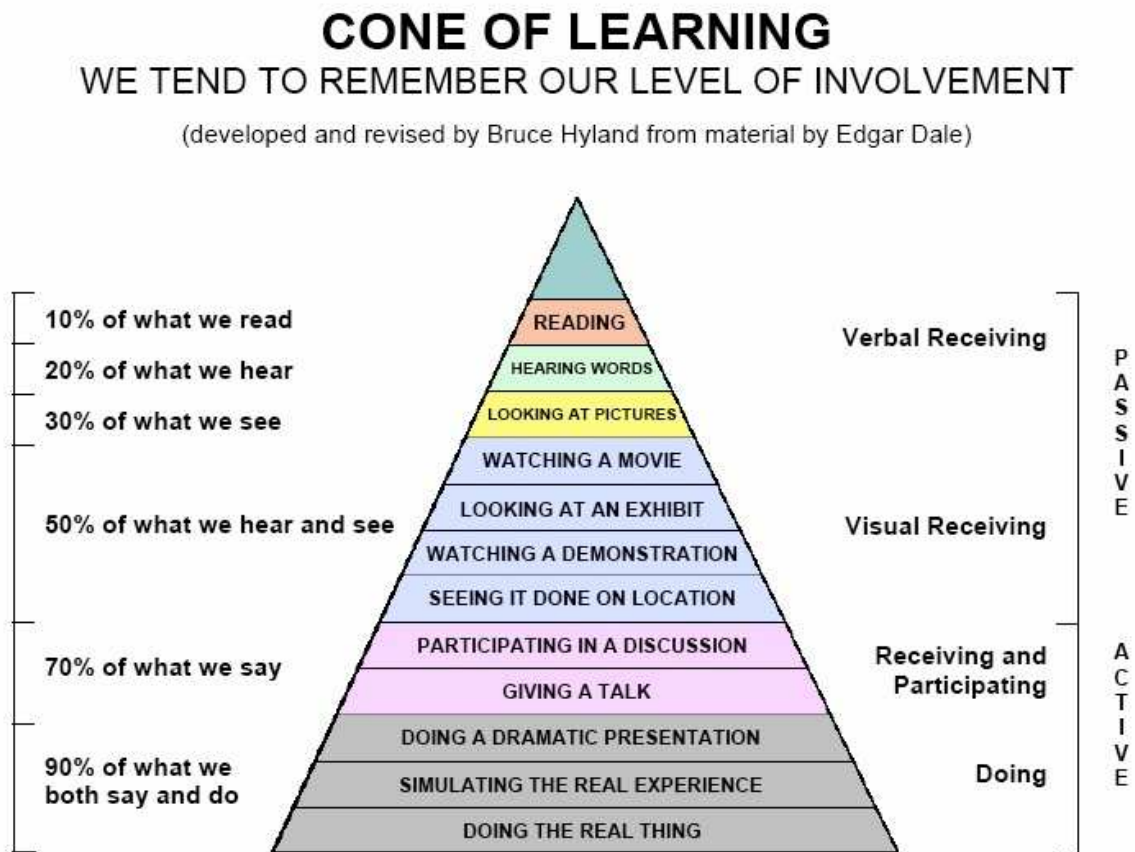 CONE OF LEARNING
WE TEND TO REMEMBER OUR LEVEL OF INVOLVEMENT
(developed and revised by Bruce Hyland from material by Edgar Dale)
10% of what we read
20% of what we hear
30% of what we see
50% of what we hear and see
70% of what we say
90% of what we
both say and do
READING
HEARING WORDS
LOOKING AT PICTURES
WATCHING A MOVIE
LOOKING AT AN EXHIBIT
WATCHING A DEMONSTRATION
SEEING IT DONE ON LOCATION
PARTICIPATING IN A DISCUSSION
GIVING A TALK
DOING A DRAMATIC PRESENTATION
SIMULATING THE REAL EXPERIENCE
DOING THE REAL THING
Verbal Receiving
Visual Receiving
Receiving and
Participating
Doing
PASSIVE
ACTIVE